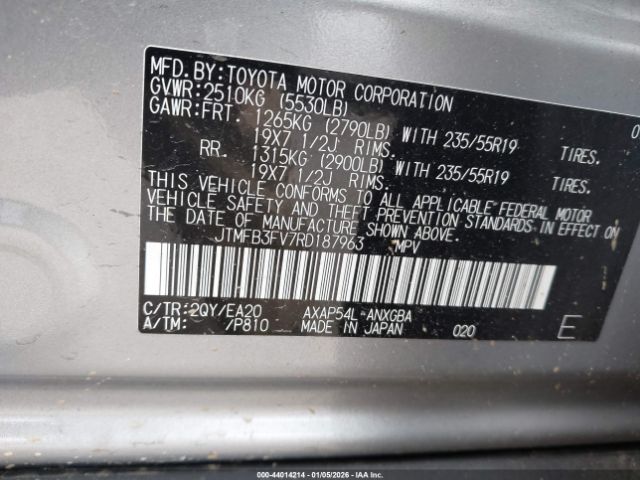 MFD.BY:TOYOTA MOTOR CORPORATION 0
GVWR:2510KG (5530LB)
GAWR:FRT. 1265KG (2790LB) WITH 235/55R19 TIRES.
19X7 1/2J RIMS.
RR. 1315KG (2900LB) WITH 235/55R19 TIRES.
19X7 1/2J RIMS.
THIS VEHICLE CONFORMS TO ALL APPLICABLE FEDERAL MOTOR
VEHICLE SAFETY AND THEFT PREVENTION STANDARDS IN EFFECT ON
THE DATE OF MANUFACTURE SHOWN ABOVE.
JTMFB3FV7RD187963 MPV
C/TR:2QY/EA20 AXAP54L-ANXGBA
A/TM: /P810 MADE IN JAPAN 020 E
000-44014214 - 01/05/2026 - IAAI.CA